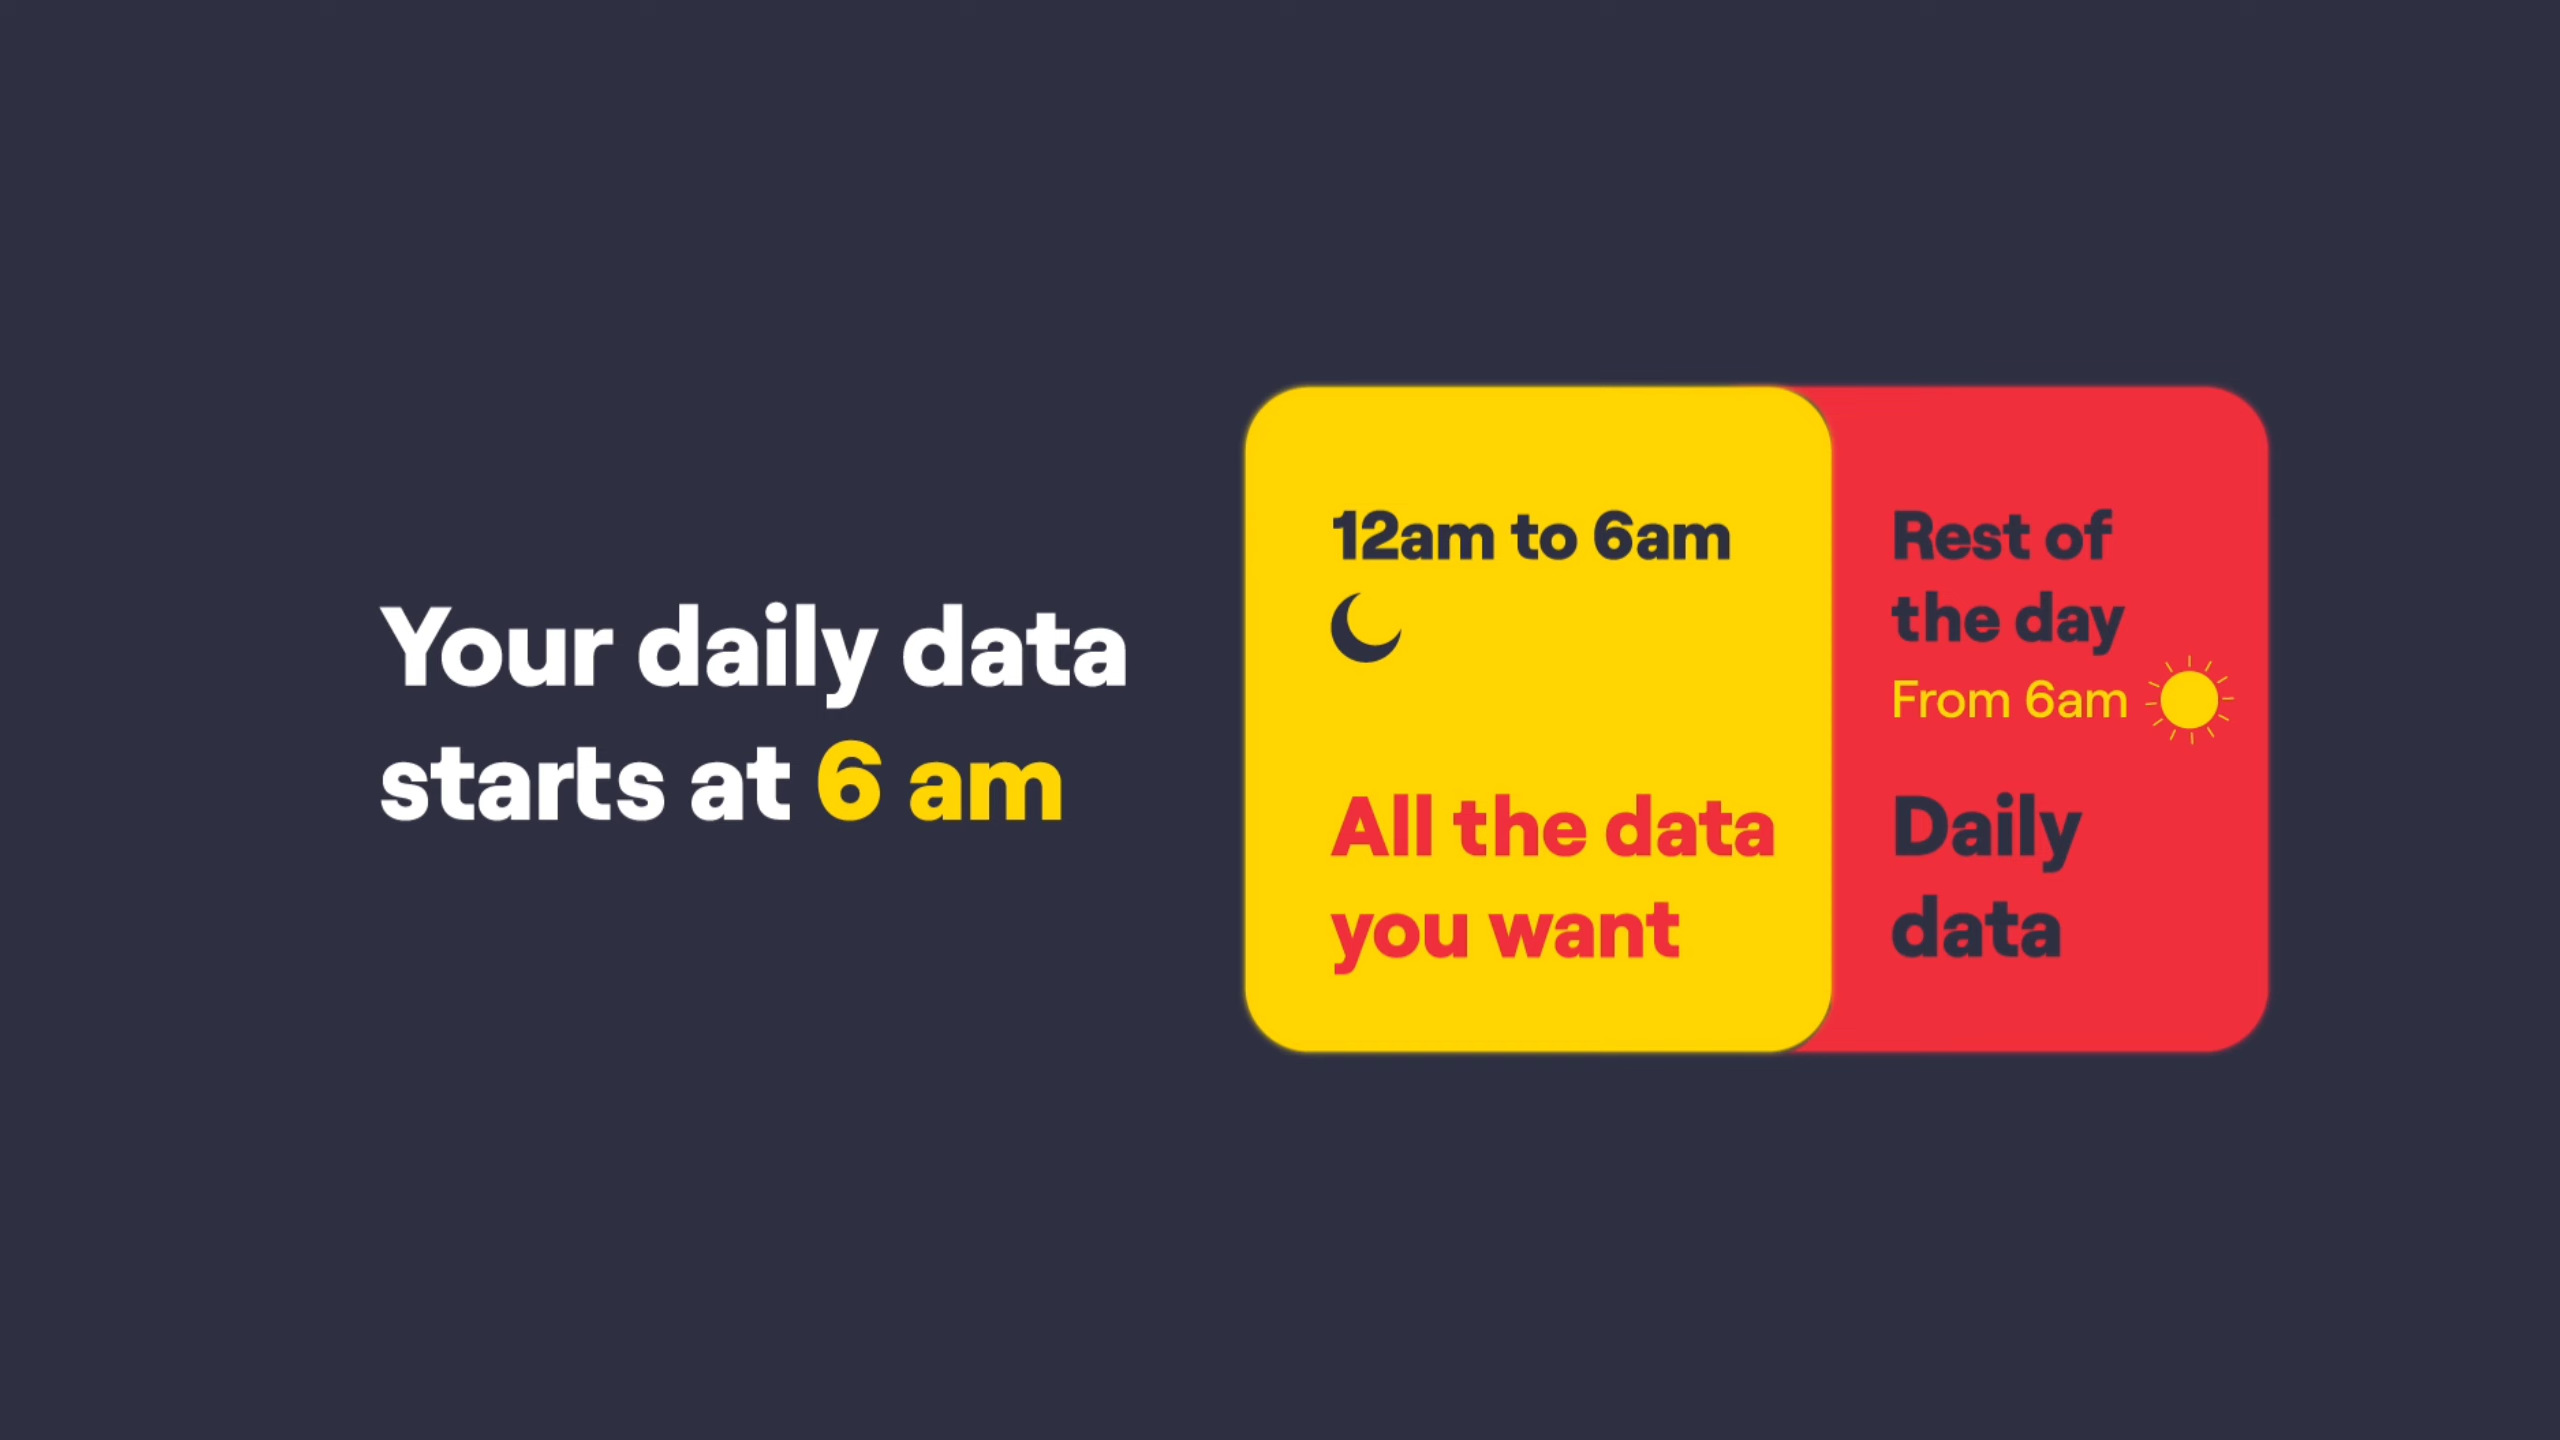 Your daily data
starts at 6 am
12am to 6am
All the data
you want
Rest of
the day
From 6am
Daily
data